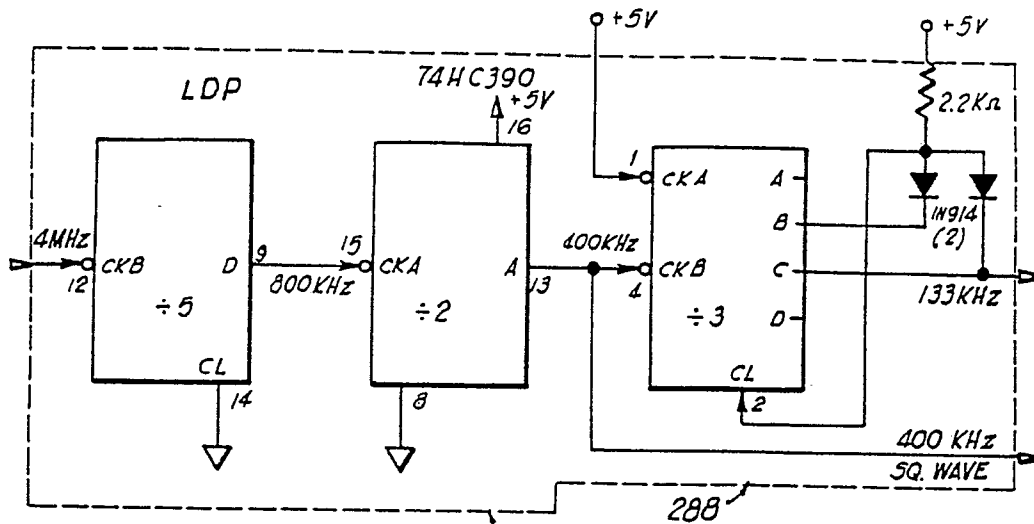 +5V
+5V
LDP
74HC390
+5V
16
2.2KΩ
1
CKA
A
B
1N914
(2)
4MHz
12
CKB
D
9
÷5
CL
14
800KHz
15
CKA
A
13
÷2
8
400KHz
4
CKB
C
÷3
D
CL
2
133KHz
400 KHz
SQ. WAVE
288